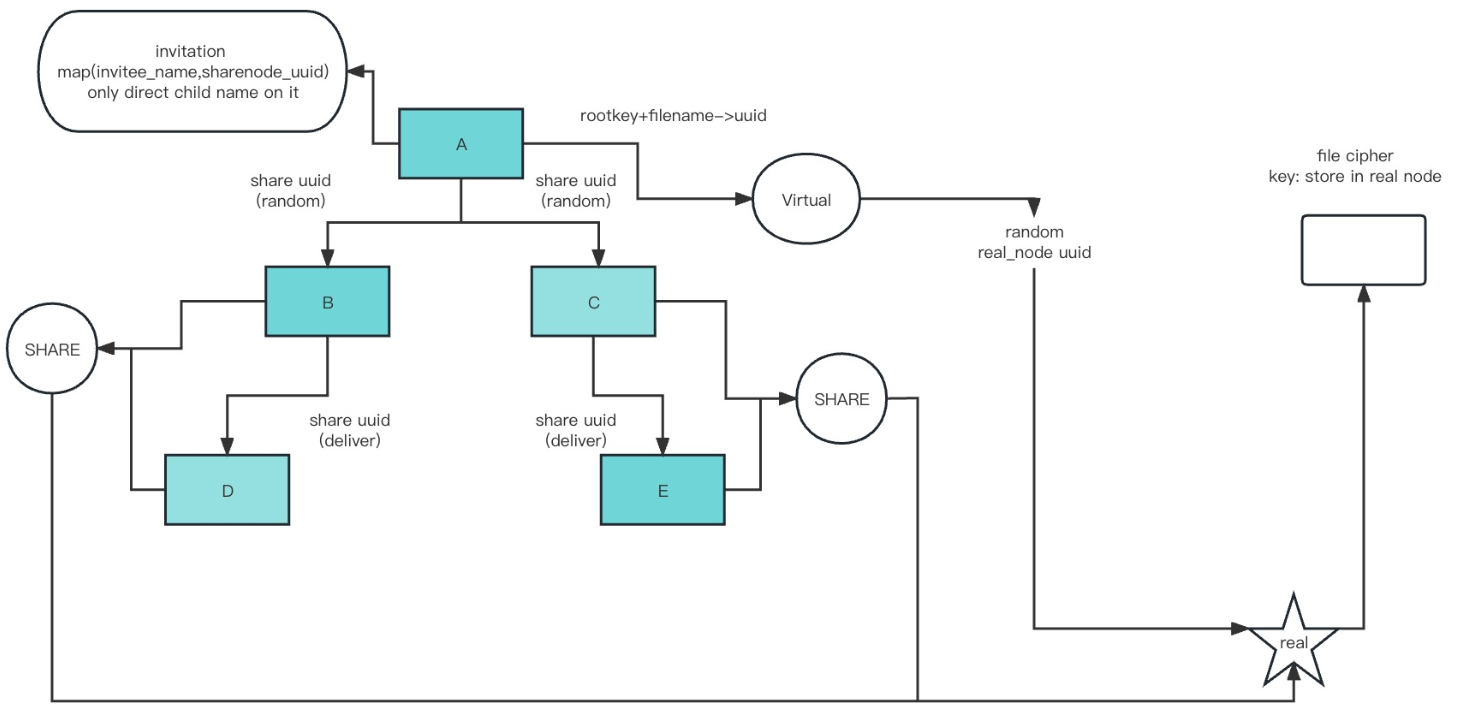 invitation
map(invitee_name,sharenode_uuid)
only direct child name on it
A
rootkey+filename->uuid
Virtual
file cipher
key: store in real node
share uuid
(random)
share uuid
(random)
random
real_node uuid
B
C
SHARE
SHARE
share uuid
(deliver)
share uuid
(deliver)
D
E
real